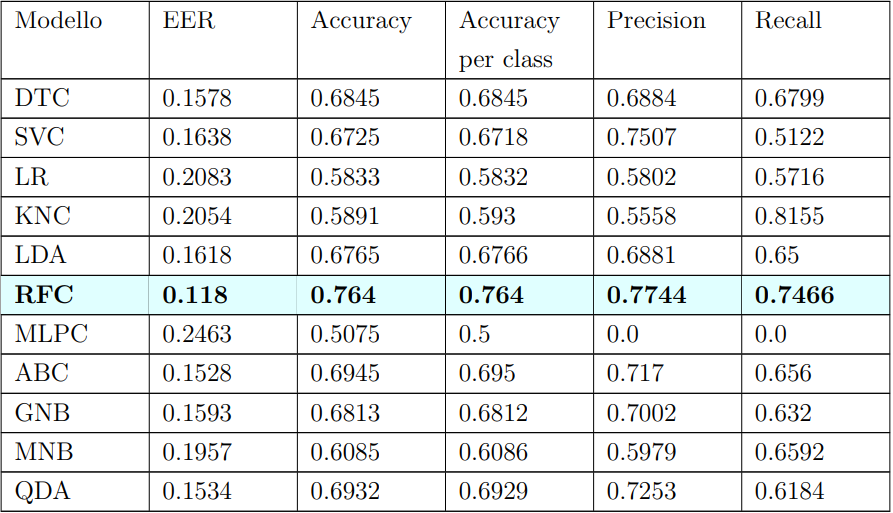 Modello EER Accuracy Accuracy per class Precision Recall
DTC 0.1578 0.6845 0.6845 0.6884 0.6799
SVC 0.1638 0.6725 0.6718 0.7507 0.5122
LR 0.2083 0.5833 0.5832 0.5802 0.5716
KNC 0.2054 0.5891 0.593 0.5558 0.8155
LDA 0.1618 0.6765 0.6766 0.6881 0.65
RFC 0.118 0.764 0.764 0.7744 0.7466
MLPC 0.2463 0.5075 0.5 0.0 0.0
ABC 0.1528 0.6945 0.695 0.717 0.656
GNB 0.1593 0.6813 0.6812 0.7002 0.632
MNB 0.1957 0.6085 0.6086 0.5979 0.6592
QDA 0.1534 0.6932 0.6929 0.7253 0.6184